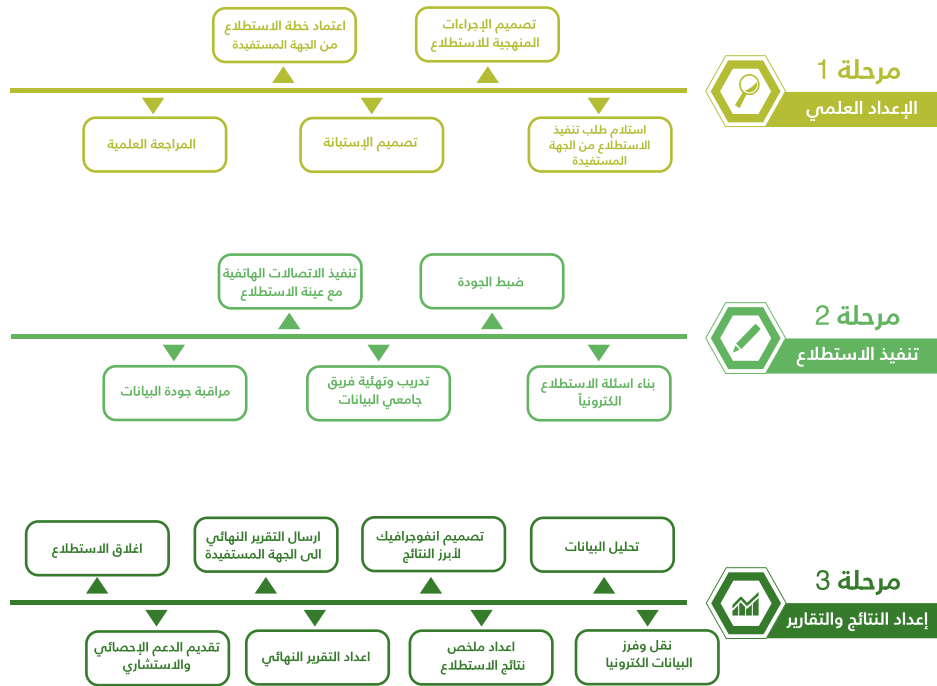 مرحلة 1
الإعداد العلمي
استلام طلب تنفيذ
الاستطلاع من الجهة
المستفيدة
تصميم الإجراءات
المنهجية للاستطلاع
تصميم الإستبانة
اعتماد خطة الاستطلاع
من الجهة المستفيدة
المراجعة العلمية
مرحلة 2
تنفيذ الاستطلاع
بناء اسئلة الاستطلاع
الكترونياً
ضبط الجودة
تدريب وتهئية فريق
جامعي البيانات
تنفيذ الاتصالات الهاتفية
مع عينة الاستطلاع
مراقبة جودة البيانات
مرحلة 3
إعداد النتائج والتقارير
نقل وفرز
البيانات الكترونيا
تحليل البيانات
اعداد ملخص
نتائج الاستطلاع
تصميم انفوجرافيك
لأبرز النتائج
اعداد التقرير النهائي
ارسال التقرير النهائي
الى الجهة المستفيدة
تقديم الدعم الإحصائي
والاستشاري
اغلاق الاستطلاع